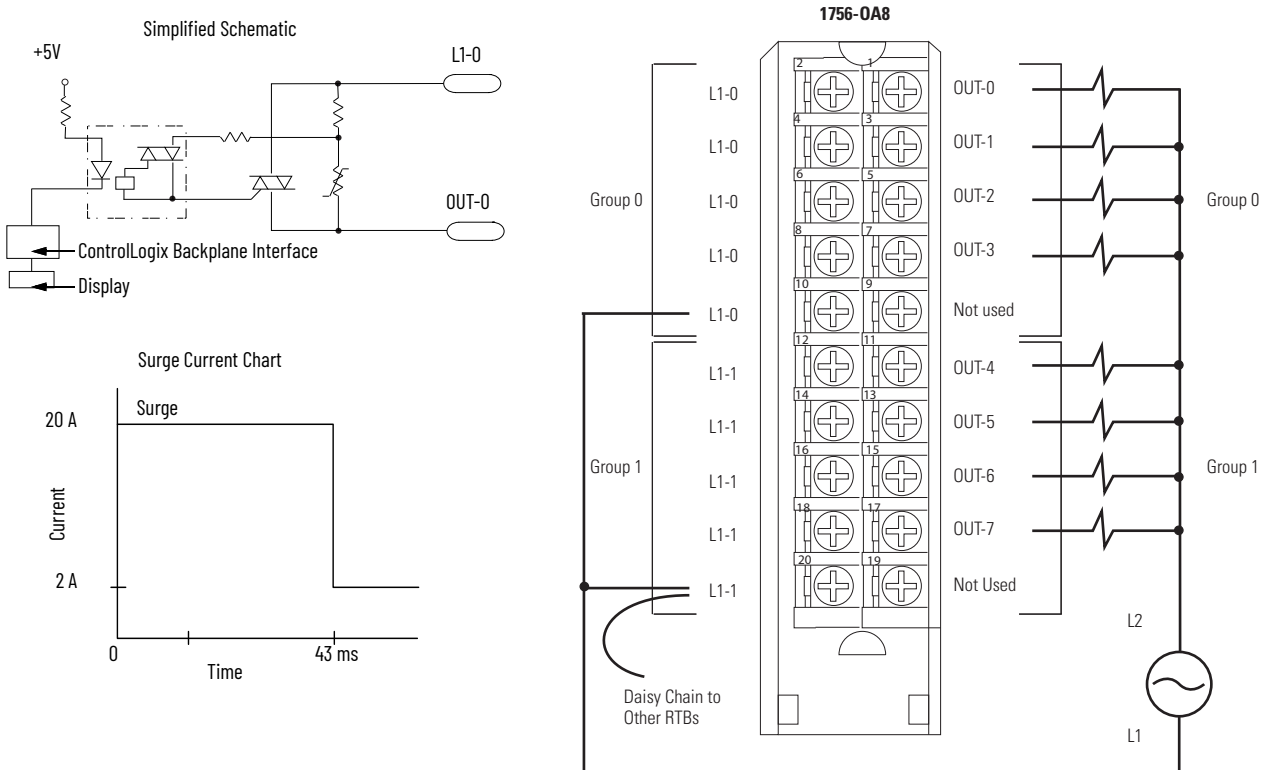 1756-OA8
Simplified Schematic
+5V
L1-0
OUT-0
ControlLogix Backplane Interface
Display
Surge Current Chart
Surge
20 A
Current
2 A
0
43 ms
Time
Group 0
L1-0
L1-0
L1-0
L1-0
L1-0
Group 1
L1-1
L1-1
L1-1
L1-1
L1-1
Daisy Chain to
Other RTBs
2 1
4 3
6 5
8 7
10 9
12 11
14 13
16 15
18 17
20 19
OUT-0
OUT-1
OUT-2
OUT-3
Not used
OUT-4
OUT-5
OUT-6
OUT-7
Not Used
Group 0
Group 1
L2
L1